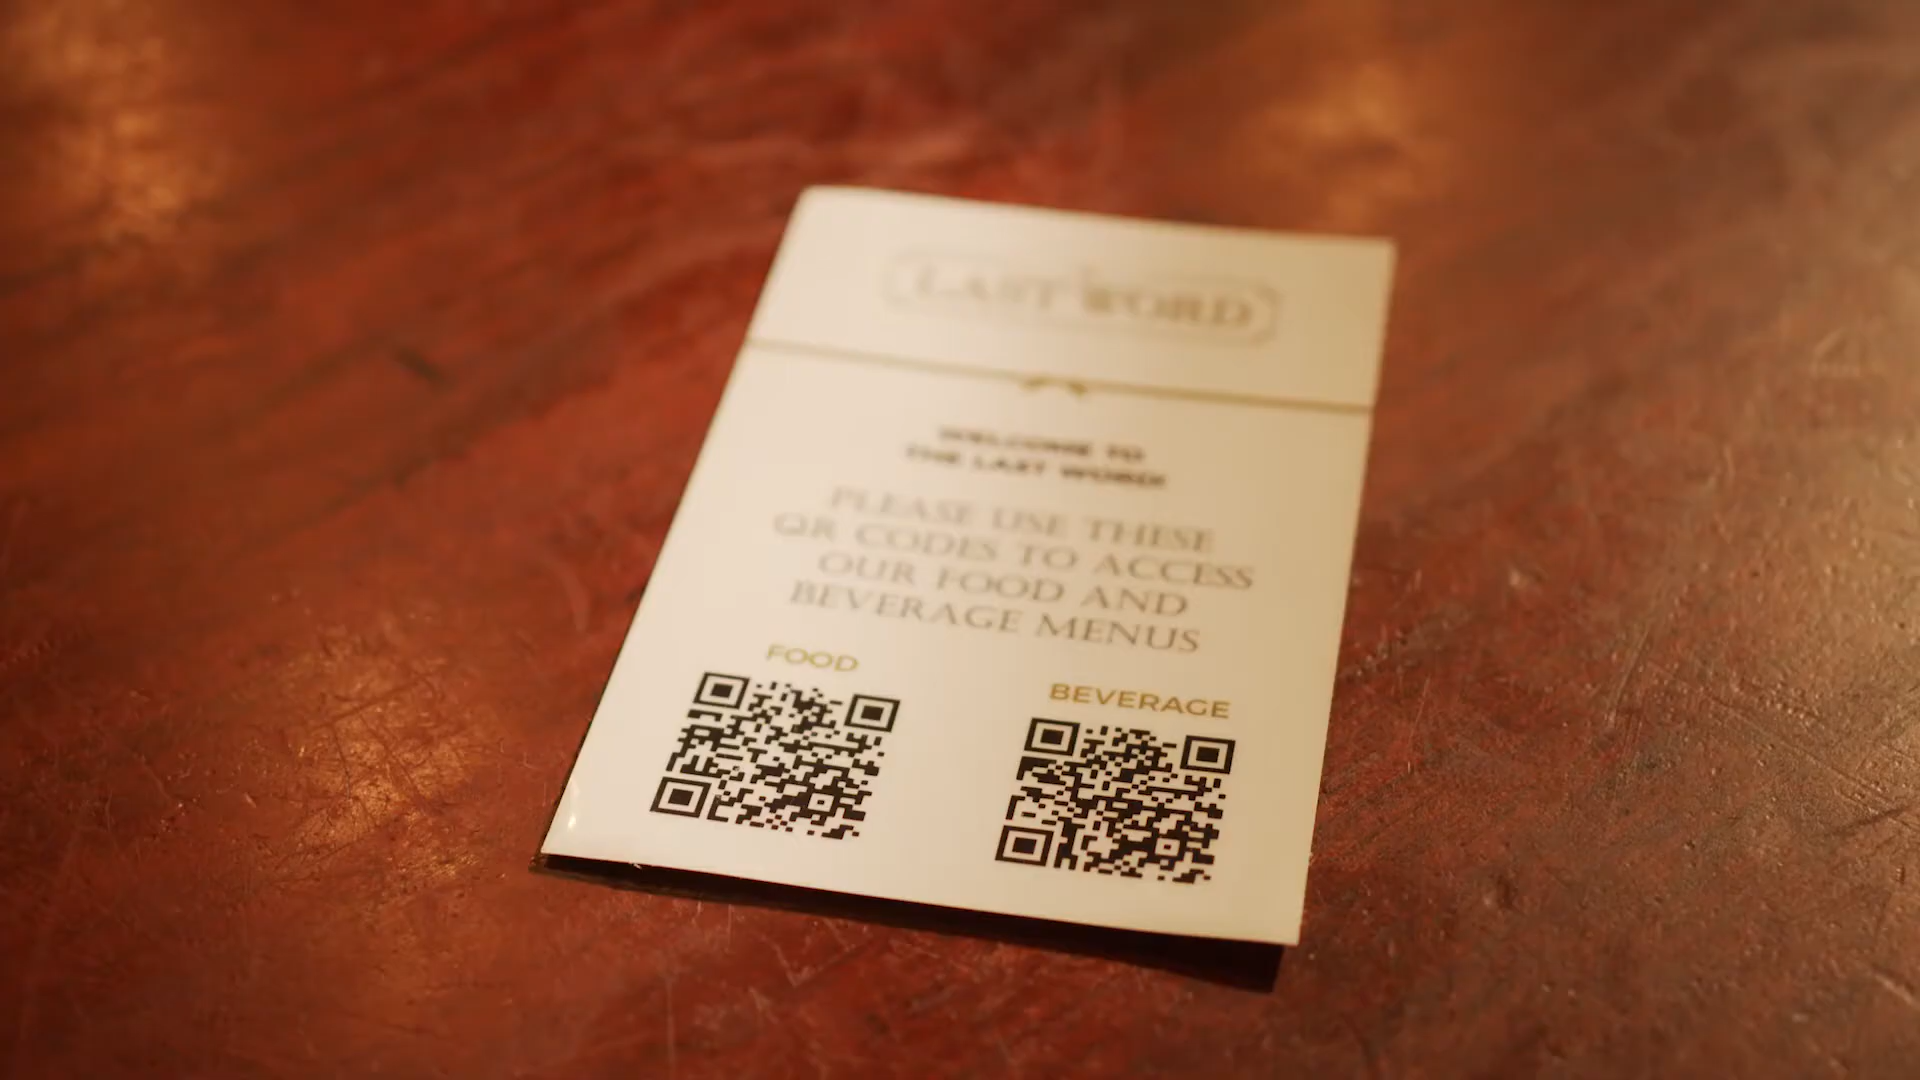 LAST WORD
WELCOME TO
THE LAST WORD!
PLEASE USE THESE
QR CODES TO ACCESS
OUR FOOD AND
BEVERAGE MENUS
FOOD
BEVERAGE